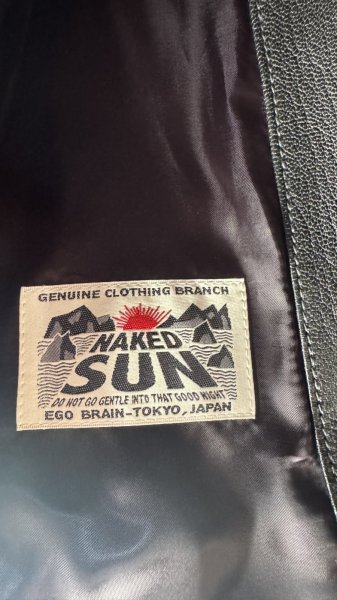 GENUINE CLOTHING BRANCH
NAKED
SUN
DO NOT GO GENTLE INTO THAT GOOD NIGHT
EGO BRAIN-TOKYO, JAPAN